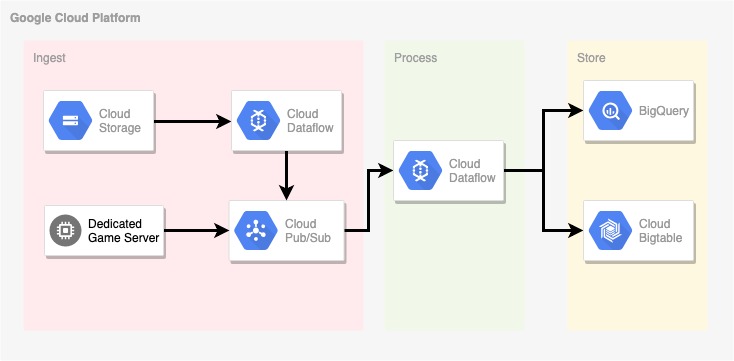 Google Cloud Platform
Ingest
Cloud
Storage
Cloud
Dataflow
Dedicated
Game Server
Cloud
Pub/Sub
Process
Cloud
Dataflow
Store
BigQuery
Cloud
Bigtable